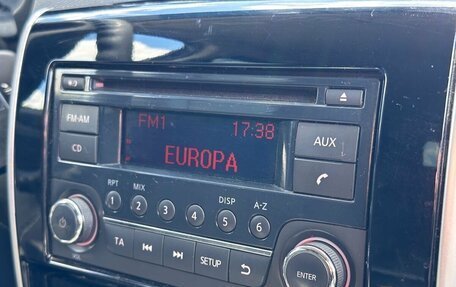 FM1 17:38
FM·AM
AUX
EUROPA
CD
RPT MIX DISP A-Z
1 2 3 4 5 6
VOL
TA SETUP ENTER